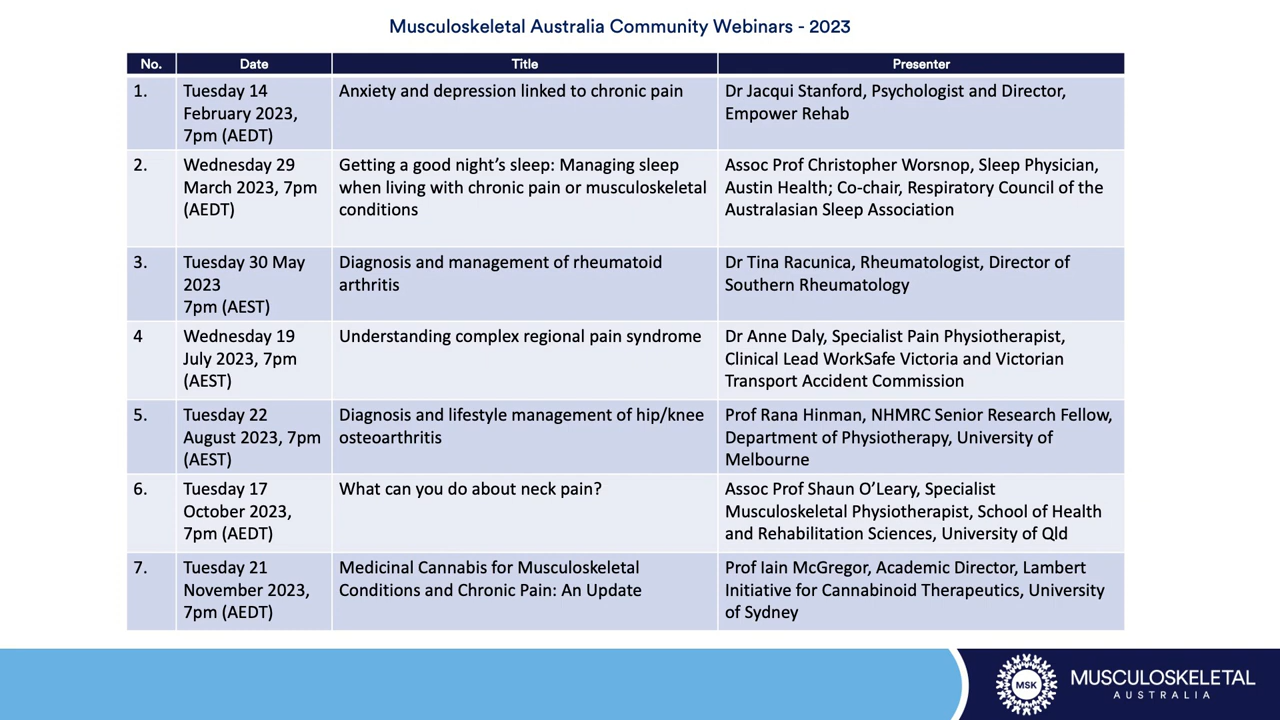 Musculoskeletal Australia Community Webinars - 2023
No. Date Title Presenter
1.
Tuesday 14
February 2023,
7pm (AEDT)
Anxiety and depression linked to chronic pain
Dr Jacqui Stanford, Psychologist and Director,
Empower Rehab
2.
Wednesday 29
March 2023, 7pm
(AEDT)
Getting a good night’s sleep: Managing sleep
when living with chronic pain or musculoskeletal
conditions
Assoc Prof Christopher Worsnop, Sleep Physician,
Austin Health; Co-chair, Respiratory Council of the
Australasian Sleep Association
3.
Tuesday 30 May
2023
7pm (AEST)
Diagnosis and management of rheumatoid
arthritis
Dr Tina Racunica, Rheumatologist, Director of
Southern Rheumatology
4
Wednesday 19
July 2023, 7pm
(AEST)
Understanding complex regional pain syndrome
Dr Anne Daly, Specialist Pain Physiotherapist,
Clinical Lead WorkSafe Victoria and Victorian
Transport Accident Commission
5.
Tuesday 22
August 2023, 7pm
(AEST)
Diagnosis and lifestyle management of hip/knee
osteoarthritis
Prof Rana Hinman, NHMRC Senior Research Fellow,
Department of Physiotherapy, University of
Melbourne
6.
Tuesday 17
October 2023,
7pm (AEDT)
What can you do about neck pain?
Assoc Prof Shaun O’Leary, Specialist
Musculoskeletal Physiotherapist, School of Health
and Rehabilitation Sciences, University of Qld
7.
Tuesday 21
November 2023,
7pm (AEDT)
Medicinal Cannabis for Musculoskeletal
Conditions and Chronic Pain: An Update
Prof Iain McGregor, Academic Director, Lambert
Initiative for Cannabinoid Therapeutics, University
of Sydney
MSK
MUSCULOSKELETAL
AUSTRALIA